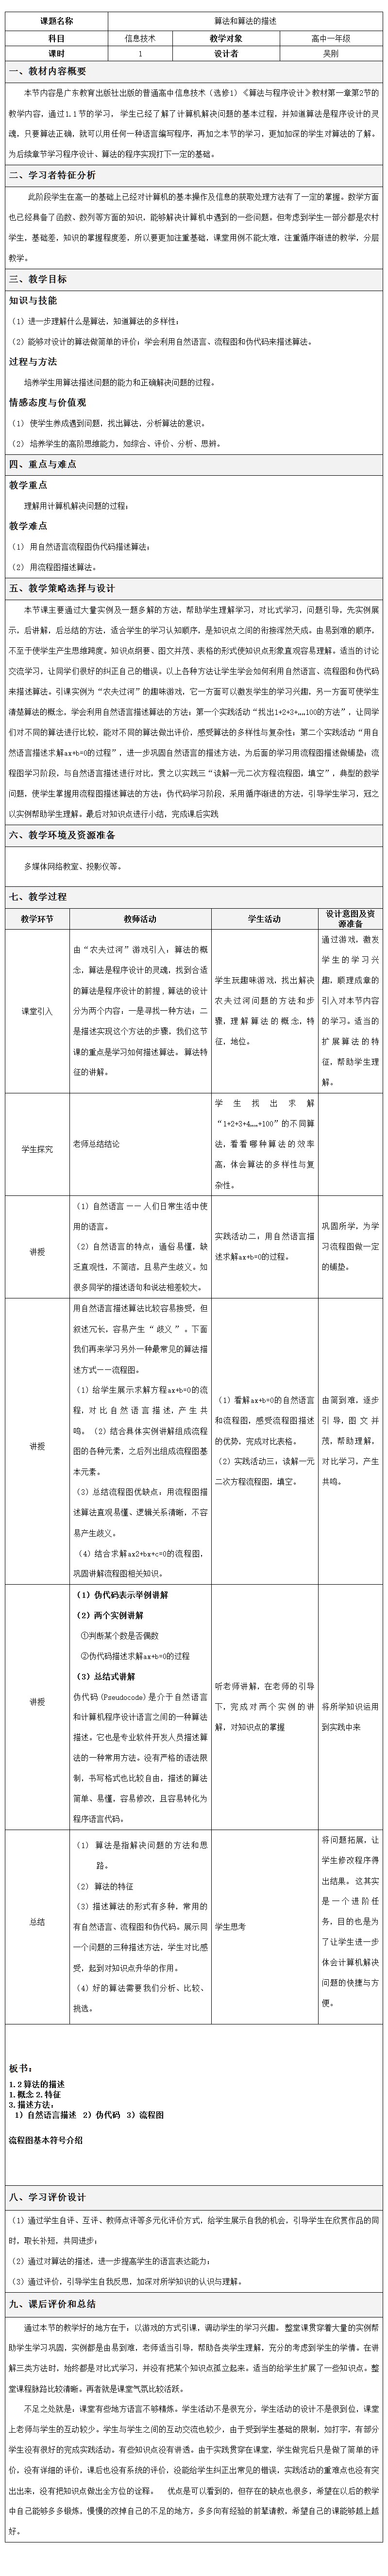 课题名称 算法和算法的描述
科目 信息技术 教学对象 高中一年级
课时 1 设计者 吴刚
一、教材内容概要
本节内容是广东教育出版社出版的普通高中信息技术（选修1）《算法与程序设计》教材第一章第2节的
教学内容，通过1.1节的学习，学生已经了解了计算机解决问题的基本过程，并知道算法是程序设计的灵
魂，只要算法正确，就可以用任何一种语言编写程序，再加之本节的学习，更加加深的学生对算法的了解。
为后续章节学习程序设计、算法的程序实现打下一定的基础。
二、学习者特征分析
此阶段学生在高一的基础上已经对计算机的基本操作及信息的获取处理方法有了一定的掌握。数学方面
也已经具备了函数、数列等方面的知识，能够解决计算机中遇到的一些问题。但考虑到学生一部分都是农村
学生，基础差，知识的掌握程度差，所以要更加注重基础，课堂用例不能太难，注重循序渐进的教学，分层
教学。
三、教学目标
知识与技能
（1）进一步理解什么是算法，知道算法的多样性；
（2）能够对设计的算法做简单的评价；学会利用自然语言、流程图和伪代码来描述算法。
过程与方法
培养学生用算法描述问题的能力和正确解决问题的过程。
情感态度与价值观
（1） 使学生养成遇到问题，找出算法，分析算法的意识。
（2） 培养学生的高阶思维能力，如综合、评价、分析、思辨。
四、重点与难点
教学重点
理解用计算机解决问题的过程；
教学难点
（1） 用自然语言流程图伪代码描述算法；
（2） 用流程图描述算法。
五、教学策略选择与设计
本节课主要通过大量实例及一题多解的方法，帮助学生理解学习，对比式学习，问题引导，先实例展
示，后讲解，后总结的方法，适合学生的学习认知顺序，是知识点之间的衔接浑然天成。由易到难的顺序，
不至于使学生产生思维跨度。知识点纲要、图文并茂、表格的形式使知识点形象直观容易理解。适当的讨论
交流学习，让同学们很好的纠正自己的错误。以上各种方法让学生学会如何利用自然语言、流程图和伪代码
来描述算法。引课实例为“农夫过河”的趣味游戏，它一方面可以激发学生的学习兴趣，另一方面可使学生
清楚算法的概念，学会利用自然语言描述算法的方法；第一个实践活动“找出1+2+3+……100的方法”，让同学
们对不同的算法进行比较，能对不同的算法做出评价，感受算法的多样性与复杂性；第二个实践活动“用自
然语言描述求解ax+b=0的过程”，进一步巩固自然语言的描述方法，为后面的学习用流程图描述做铺垫；流
程图学习阶段，与自然语言描述进行对比，贯之以实践三“读解一元二次方程流程图，填空”，典型的数学
问题，使学生掌握用流程图描述算法的方法；伪代码学习阶段，采用循序渐进的方法，引导学生学习，冠之
以实例帮助学生理解。最后对知识点进行小结，完成课后实践
六、教学环境及资源准备
多媒体网络教室、投影仪等。
七、教学过程
教学环节 教师活动 学生活动 设计意图及资源准备
课堂引入
由“农夫过河”游戏引入，算法的概
念，算法是程序设计的灵魂，找到合适
的算法是程序设计的前提，算法的设计
分为两个内容：一是寻找一种方法；二
是描述实现这个方法的步骤，我们这节
课的重点是学习如何描述算法。算法特
征的讲解。
学生玩趣味游戏，找出解决
农夫过河问题的方法和步
骤，理解算法的概念，特
征，地位。
通过游戏，激发
学生的学习兴
趣，顺理成章的
引入对本节内容
的学习。适当的
扩展算法的特
征，帮助学生理
解。
学生探究
老师总结结论
学生找出求解
“1+2+3+4……+100”的不同算
法，看看哪种算法的效率
高，体会算法的多样性与复
杂性。
讲授
（1）自然语言——人们日常生活中使
用的语言。
（2）自然语言的特点：通俗易懂，缺
乏直观性，不简洁，且易产生歧义。如
很多同学的描述语句和说法相差较大。
实践活动二，用自然语言描
述求解ax+b=0的过程。
巩固所学，为学
习流程图做一定
的铺垫。
讲授
用自然语言描述算法比较容易接受，但
叙述冗长，容易产生“歧义”。下面
我们再来学习另外一种最常见的算法描
述方式——流程图。
（1）给学生展示求解方程ax+b=0的流
程，对比自然语言描述，产生共
鸣。（2）结合具体实例讲解组成流程
图的各种元素，之后列出组成流程图基
本元素。
（3）总结流程图优缺点：用流程图描
述算法直观易懂、逻辑关系清晰，不容
易产生歧义。
（4）结合求解ax2+bx+c=0的流程图，
巩固讲解流程图相关知识。
（1）看解ax+b=0的自然语言
和流程图，感受流程图描述
的优势，完成对比表格。
（2）实践活动三：读解一元
二次方程流程图，填空。
由简到难，逐步
引导，图文并
茂，帮助理解，
对比学习，产生
共鸣。
讲授
（1）伪代码表示举例讲解
（2）两个实例讲解
①判断某个数是否偶数
②伪代码描述求解ax+b=0的过程
（3）总结式讲解
伪代码(Pseudocode)是介于自然语言
和计算机程序设计语言之间的一种算法
描述。它也是专业软件开发人员描述算
法的一种常用方法。没有严格的语法限
制，书写格式也比较自由，描述的算法
简单、易懂，容易修改，且容易转化为
程序语言代码。
听老师讲解，在老师的引导
下，完成对两个实例的讲
解，对知识点的掌握
将所学知识运用
到实践中来
总结
（1） 算法是指解决问题的方法和思
路。
（2） 算法的特征
（3）描述算法的形式有多种，常用的
有自然语言、流程图和伪代码。展示同
一个问题的三种描述方法，学生对比感
受，起到对知识点升华的作用。
（4）好的算法需要我们分析、比较、
挑选。
学生思考
将问题拓展，让
学生修改程序得
出结果。这其实
是一个进阶任
务，目的也是为
了让学生进一步
体会计算机解决
问题的快捷与方
便。
板书：
1.2算法的描述
1.概念 2.特征
3.描述方法：
1）自然语言描述 2）伪代码 3）流程图
流程图基本符号介绍
八、学习评价设计
（1）通过学生自评、互评、教师点评等多元化评价方式，给学生展示自我的机会，引导学生在欣赏作品的同
时，取长补短，共同进步；
（2）通过对算法的描述，进一步提高学生的语言表达能力；
（3）通过评价，引导学生自我反思，加深对所学知识的认识与理解。
九、课后评价和总结
通过本节的教学好的地方在于：以游戏的方式引课，调动学生的学习兴趣。整堂课贯穿着大量的实例帮
助学生学习巩固，实例都是由易到难，老师适当引导，帮助各类学生理解，充分的考虑到学生的学情。在讲
解三类方法时，始终都是对比式学习，并没有把某个知识点孤立起来。适当的给学生扩展了一些知识点。整
堂课程脉路比较清晰。再者就是课堂气氛比较活跃。
不足之处就是：课堂有些地方语言不够精炼。学生活动不是很充分，学生活动的设计不是很到位，课堂
上老师与学生的互动较少。学生与学生之间的互动交流也较少，由于受到学生基础的限制，如打字，有部分
学生没有很好的完成实践活动，有些知识点没有讲透。由于实践贯穿在课堂，学生做完后只是做了简单的评
价，没有详细的评价，课后也没有系统的评价，没能给学生纠正出常见的错误，实践活动的重难点也没有突
出出来，没有把知识点做出全方位的诠释。 优点是可以看到的，但存在的缺点也很多，希望在以后的教学
中自己能够多多锻炼，慢慢的改掉自己的不足的地方，多多向有经验的前辈请教，希望自己的课能够越上越
好。